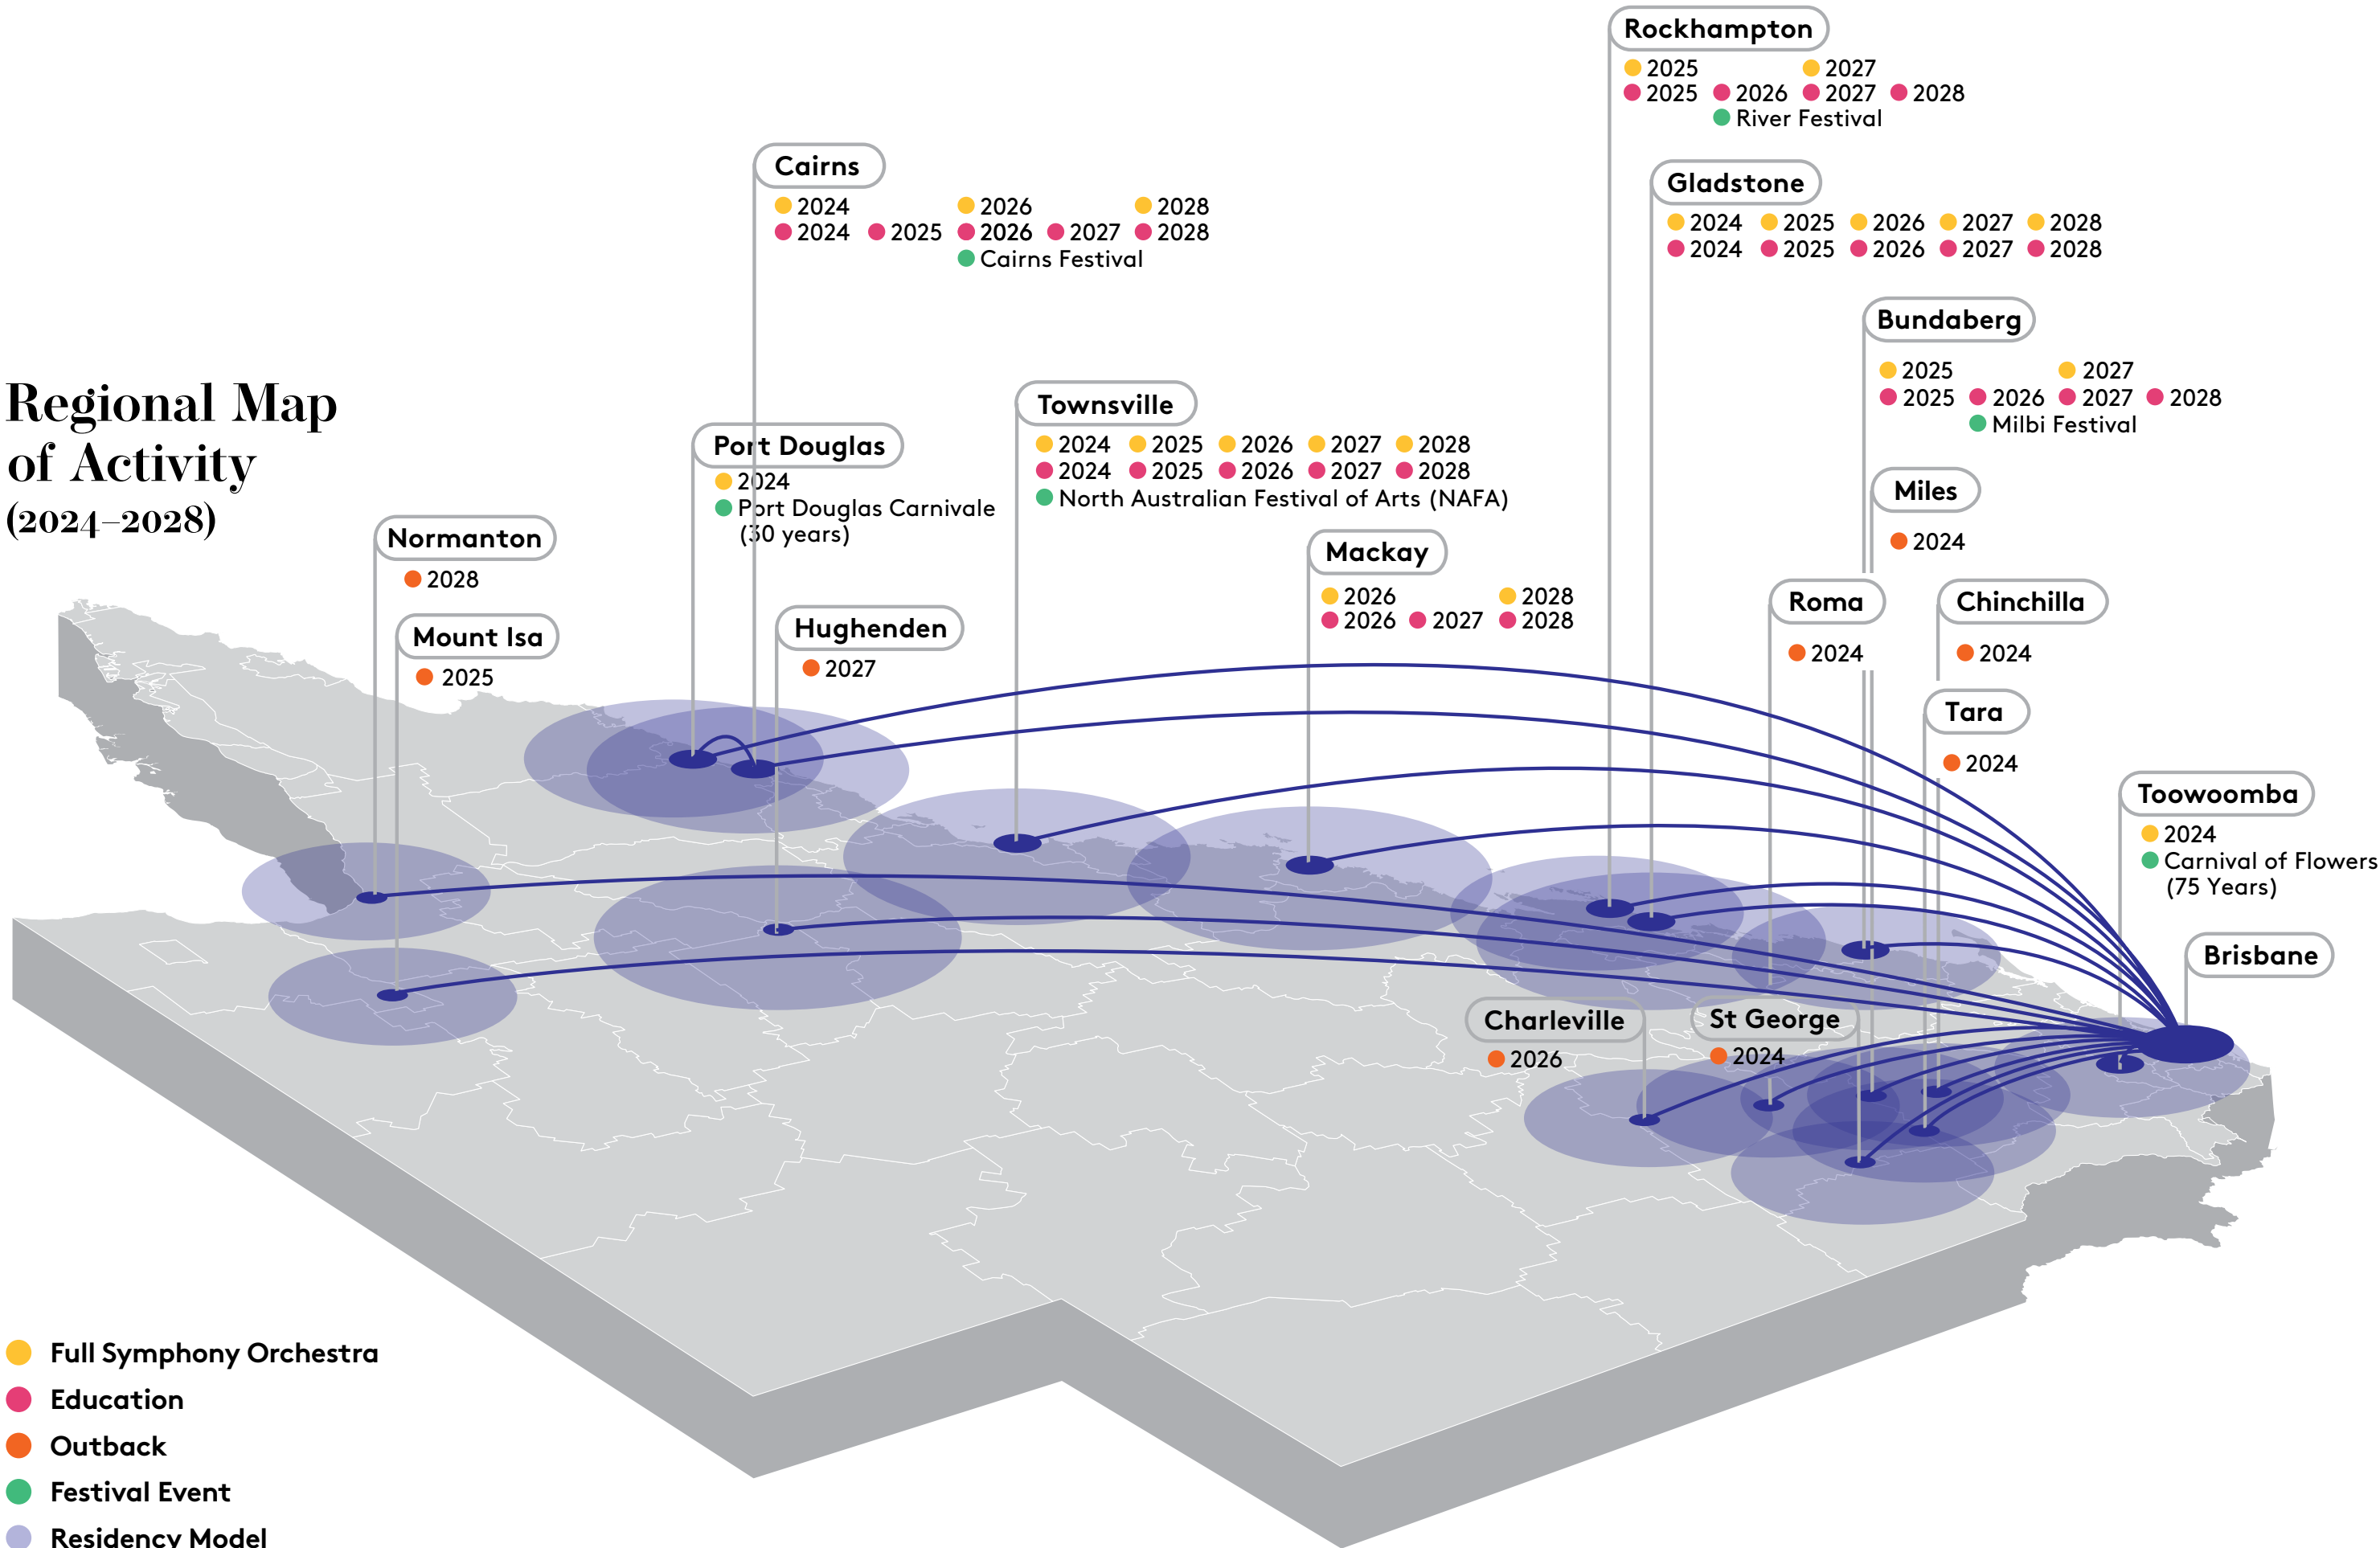 Regional Map
of Activity
(2024–2028)
Rockhampton
2025 2027
2025 2026 2027 2028
River Festival
Cairns
2024 2026 2028
2024 2025 2026 2027 2028
Cairns Festival
Gladstone
2024 2025 2026 2027 2028
2024 2025 2026 2027 2028
Bundaberg
2025 2027
2025 2026 2027 2028
Milbi Festival
Port Douglas
2024
Port Douglas Carnivale
(30 years)
Townsville
2024 2025 2026 2027 2028
2024 2025 2026 2027 2028
North Australian Festival of Arts (NAFA)
Miles
2024
Normanton
2028
Mackay
2026 2028
2026 2027 2028
Mount Isa
2025
Hughenden
2027
Roma
2024
Chinchilla
2024
Tara
2024
Toowoomba
2024
Carnival of Flowers
(75 Years)
Brisbane
Charleville
2026
St George
2024
Full Symphony Orchestra
Education
Outback
Festival Event
Residency Model